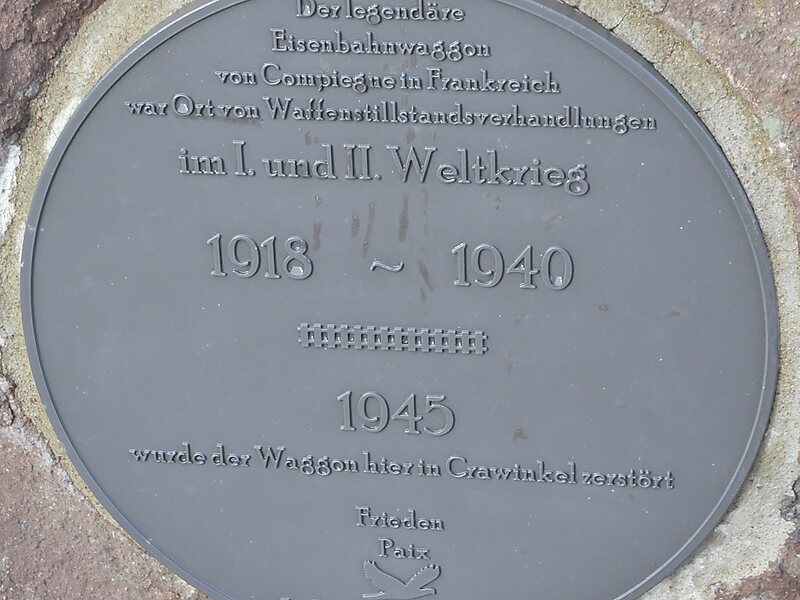 Der legendäre
Eisenbahnwaggon
von Compiegne in Frankreich
war Ort von Waffenstillstandsverhandlungen
im I. und II. Weltkrieg
1918 ~ 1940
1945
wurde der Waggon hier in Crawinkel zerstört
Frieden
Paix